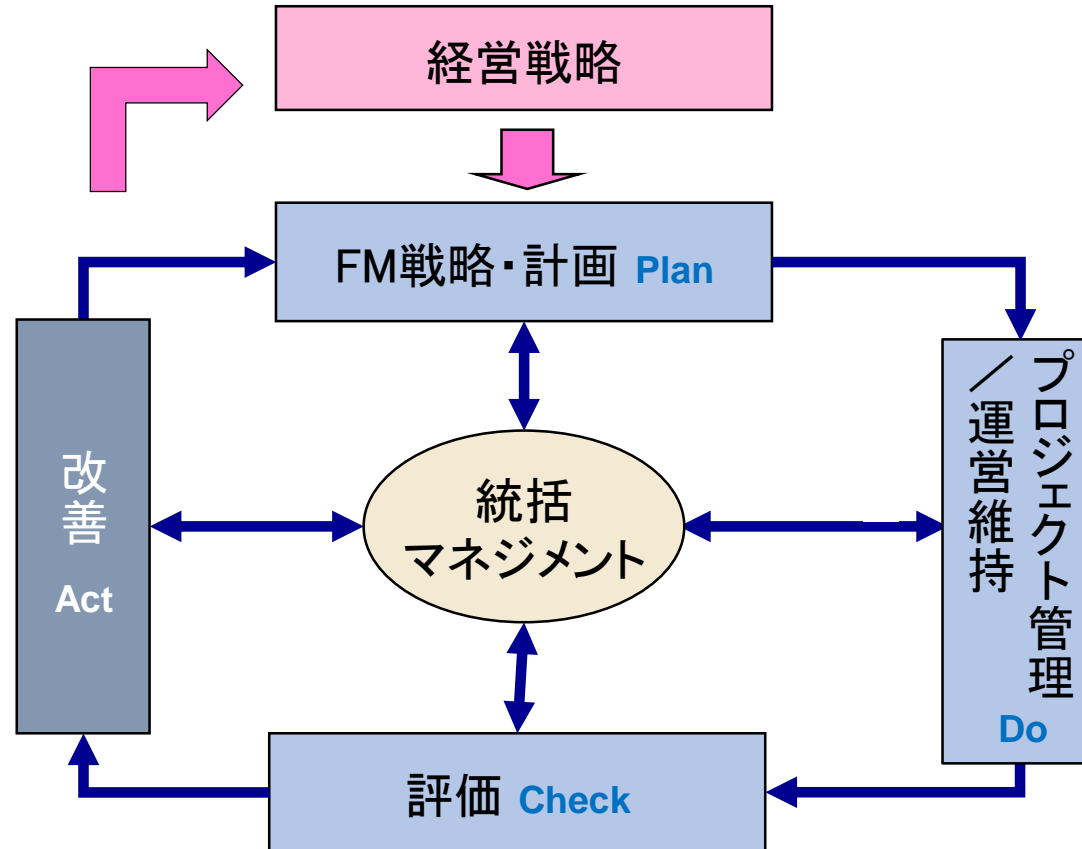 経営戦略
FM戦略・計画 Plan
プロジェクト管理
／運営維持
Do
統括
マネジメント
改善
Act
評価 Check